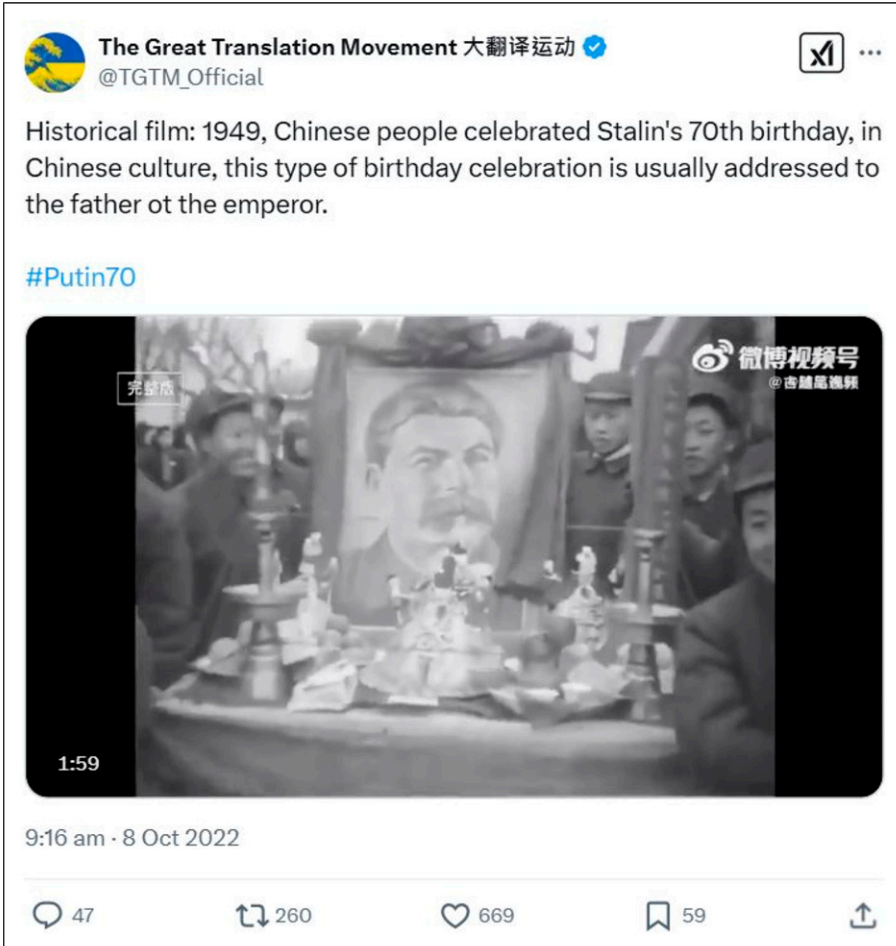 The Great Translation Movement 大翻译运动
@TGTM_Official
Historical film: 1949, Chinese people celebrated Stalin's 70th birthday, in
Chinese culture, this type of birthday celebration is usually addressed to
the father ot the emperor.
#Putin70
完整版
微博视频号
1:59
9:16 am · 8 Oct 2022
47 260 669 59